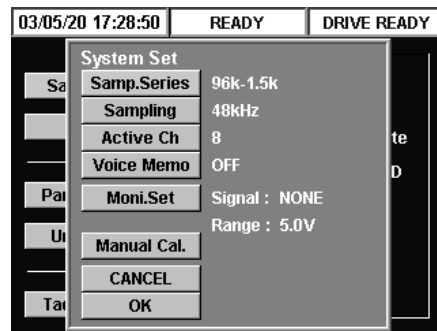 03/05/20 17:28:50 READY DRIVE READY
System Set
Samp.Series 96k-1.5k
Sampling 48kHz
Active Ch 8
Voice Memo OFF
Moni.Set Signal : NONE
Range : 5.0V
Manual Cal.
CANCEL
OK